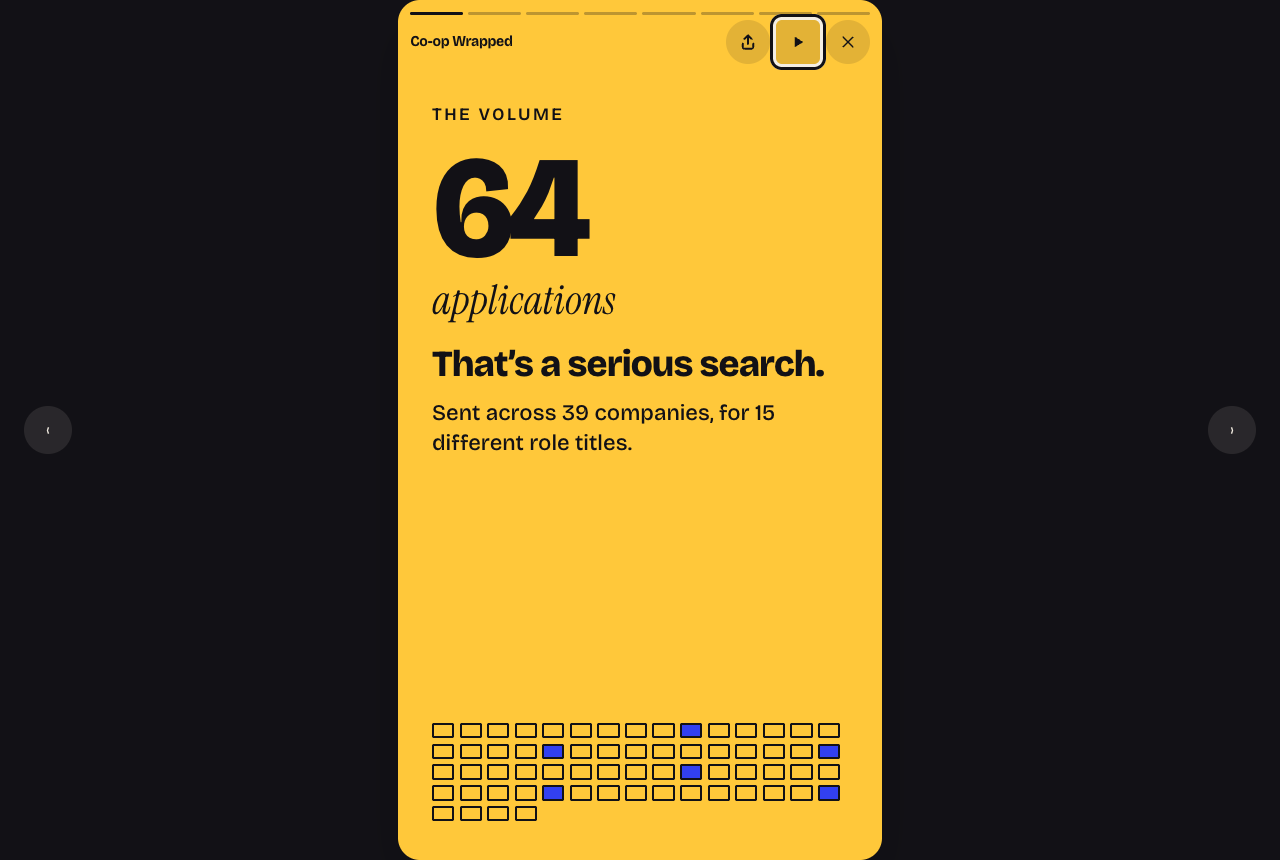 Co-op Wrapped
THE VOLUME
64
applications
That's a serious search.
Sent across 39 companies, for 15
different role titles.